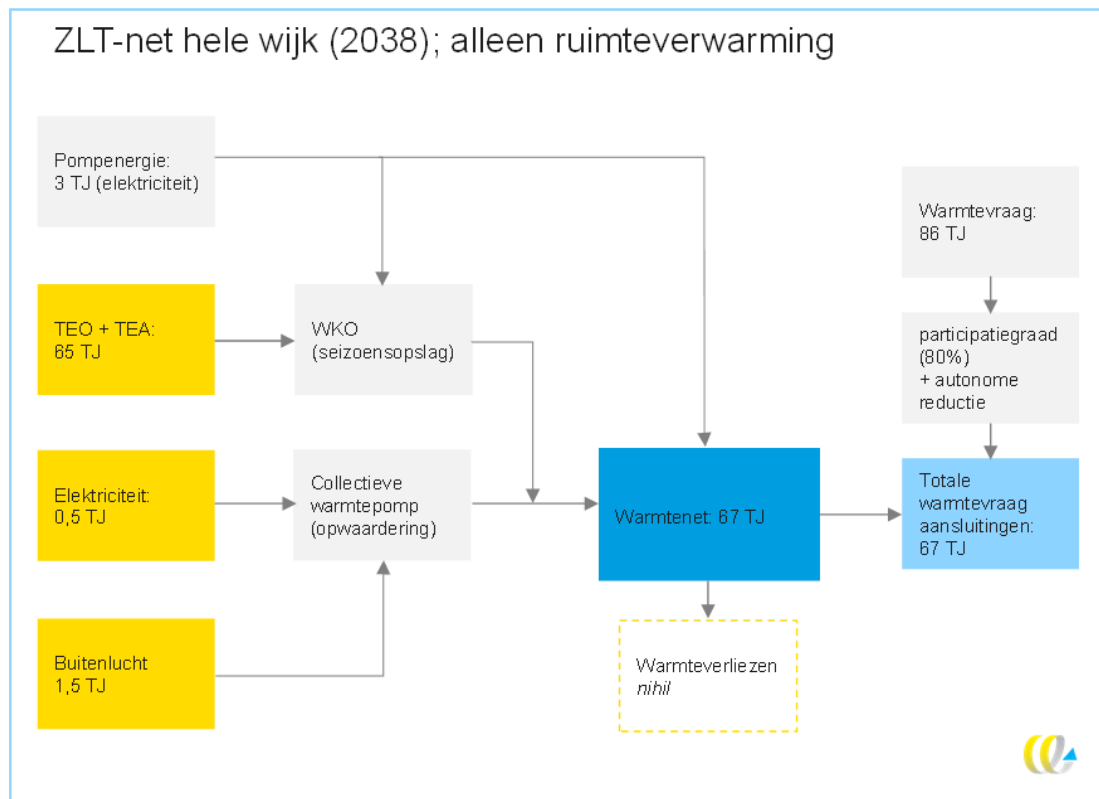 ZLT-net hele wijk (2038); alleen ruimteverwarming
Pompenergie:
3 TJ (elektriciteit)
Warmtevraag:
86 TJ
TEO + TEA:
65 TJ
WKO
(seizoensopslag)
participatiegraad
(80%)
+ autonome
reductie
Elektriciteit:
0,5 TJ
Collectieve
warmtepomp
(opwaardering)
Warmtenet: 67 TJ
Totale
warmtevraag
aansluitingen:
67 TJ
Buitenlucht
1,5 TJ
Warmteverliezen
nihil